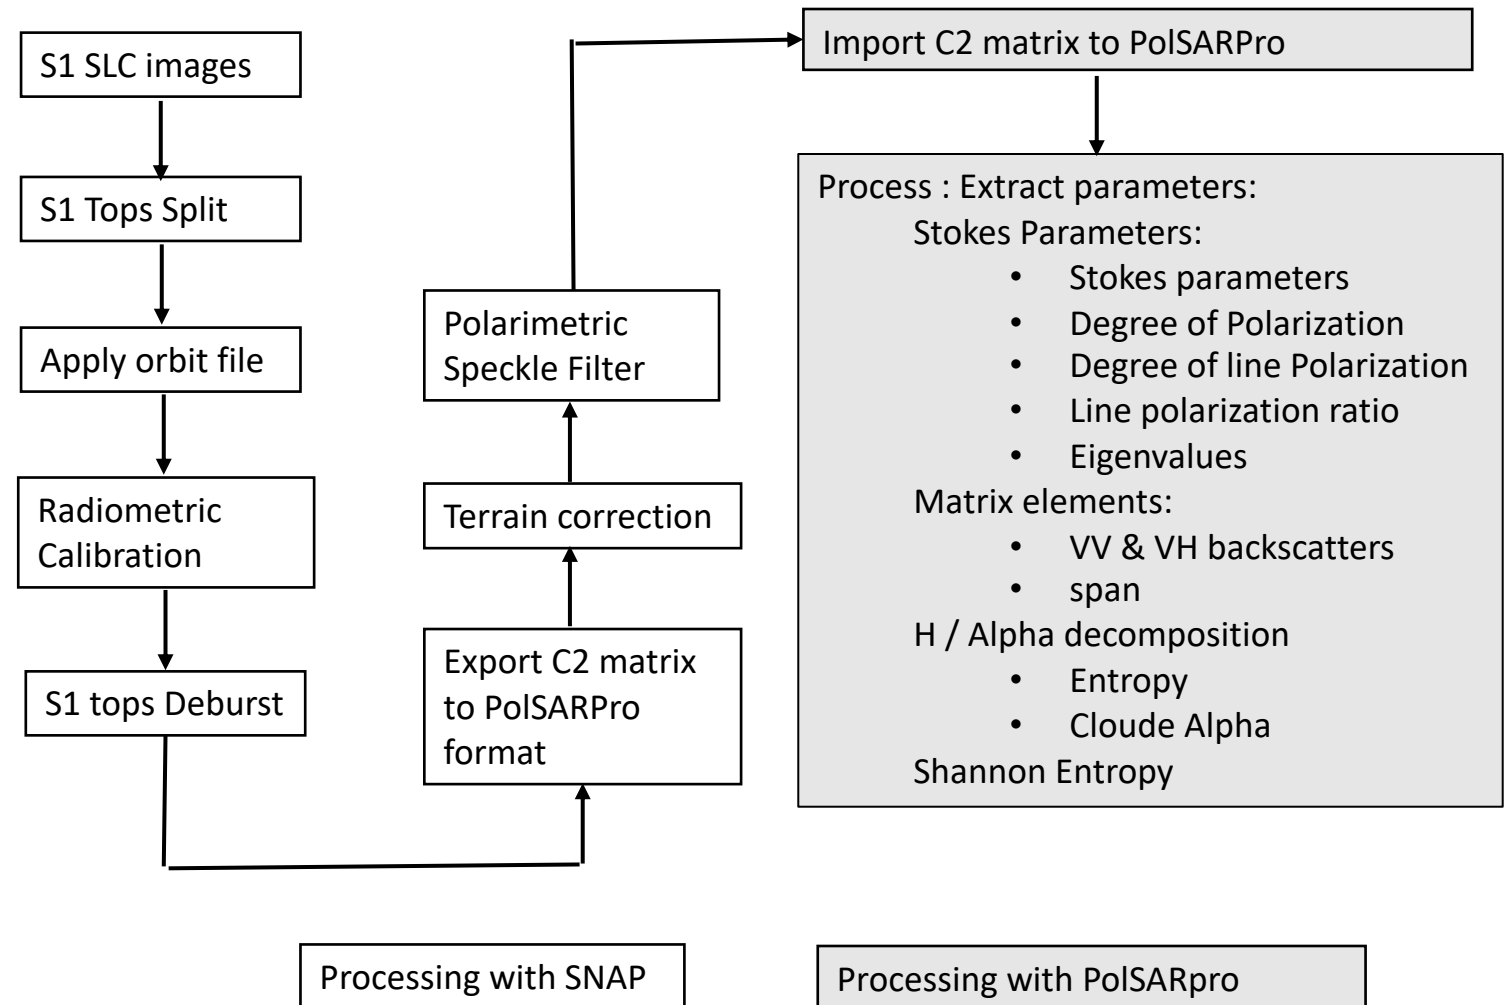 S1 SLC images
S1 Tops Split
Apply orbit file
Radiometric
Calibration
S1 tops Deburst
Export C2 matrix
to PolSARPro
format
Terrain correction
Polarimetric
Speckle Filter
Import C2 matrix to PolSARPro
Process : Extract parameters:
Stokes Parameters:
• Stokes parameters
• Degree of Polarization
• Degree of line Polarization
• Line polarization ratio
• Eigenvalues
Matrix elements:
• VV & VH backscatters
• span
H / Alpha decomposition
• Entropy
• Cloude Alpha
Shannon Entropy
Processing with SNAP
Processing with PolSARpro